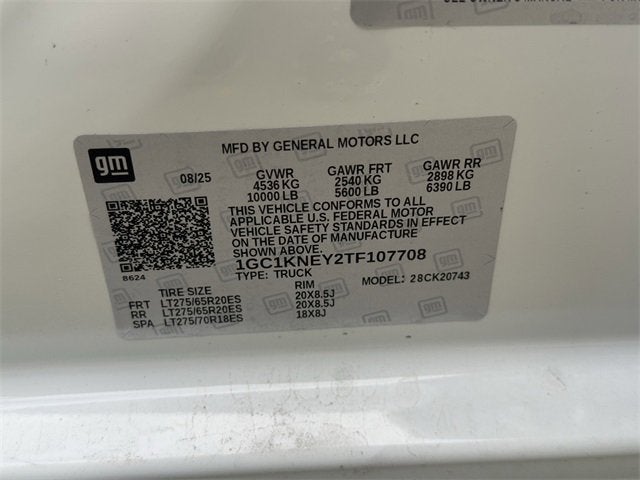 gm
MFD BY GENERAL MOTORS LLC
08/25 GVWR GAWR FRT GAWR RR
4536 KG 2540 KG 2898 KG
10000 LB 5600 LB 6390 LB
THIS VEHICLE CONFORMS TO ALL
APPLICABLE U.S. FEDERAL MOTOR
VEHICLE SAFETY STANDARDS IN EFFECT
ON THE DATE OF MANUFACTURE
SHOWN ABOVE.
1GC1KNEY2TF107708
8624 TYPE: TRUCK MODEL: 28CK20743
TIRE SIZE RIM
FRT LT275/65R20ES 20X8.5J
RR LT275/65R20ES 20X8.5J
SPA LT275/70R18ES 18X8J